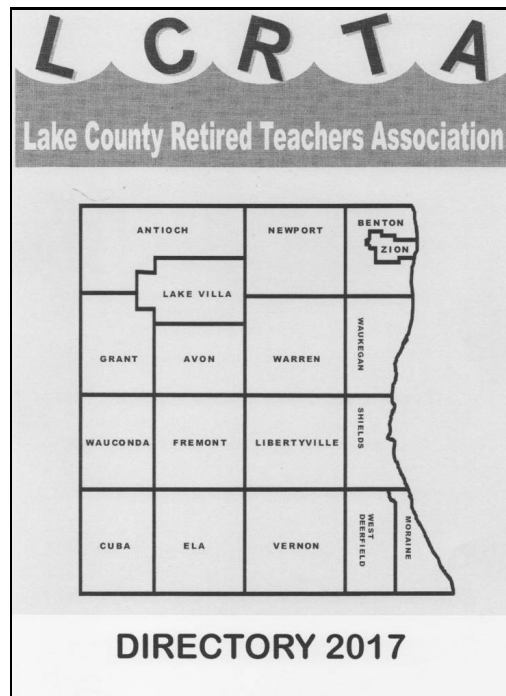 LCRTA
Lake County Retired Teachers Association
ANTIOCH
NEWPORT
BENTON
ZION
LAKE VILLA
GRANT
AVON
WARREN
WAUKEGAN
WAUCONDA
FREMONT
LIBERTYVILLE
SHIELDS
CUBA
ELA
VERNON
WEST
DEERFIELD
MORAINE
DIRECTORY 2017